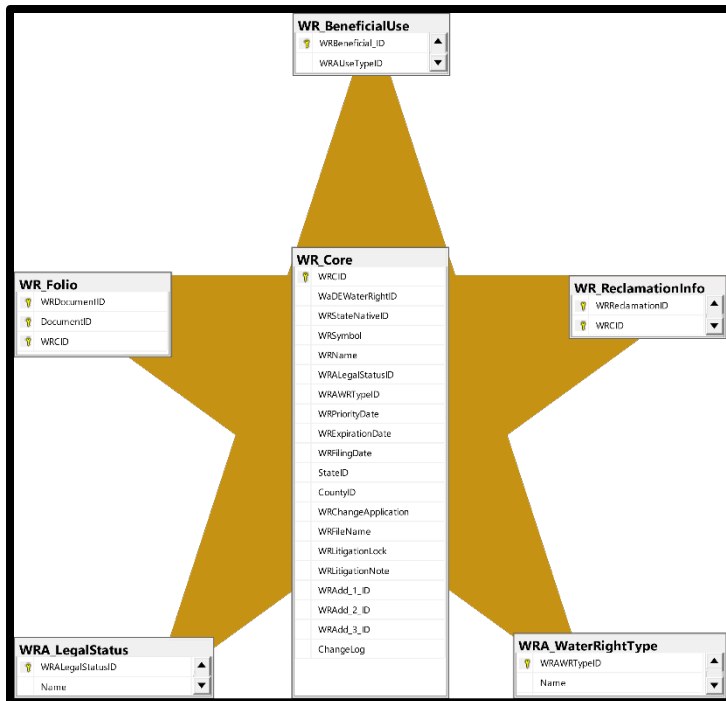 WR_BeneficialUse
WRBeneficial_ID
WRAUseTypeID
WR_Folio
WRDocumentID
DocumentID
WRCID
WR_Core
WRCID
WaDEWaterRightID
WRStateNativeID
WRSymbol
WRName
WRALegalStatusID
WRAWRTypeID
WRPriorityDate
WRExpirationDate
WRFilingDate
StateID
CountyID
WRChangeApplication
WRFileName
WRLitigationLock
WRLitigationNote
WRAdd_1_ID
WRAdd_2_ID
WRAdd_3_ID
ChangeLog
WR_ReclamationInfo
WRReclamationID
WRCID
WRA_LegalStatus
WRALegalStatusID
Name
WRA_WaterRightType
WRAWRTypeID
Name